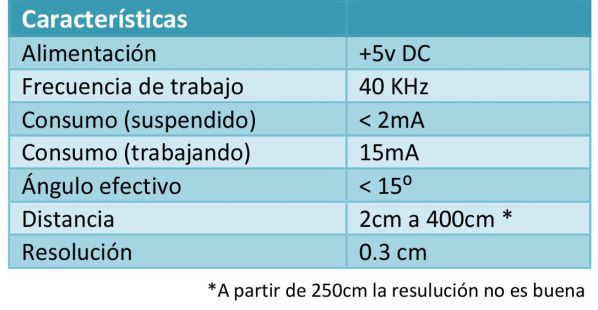 Características
Alimentación +5v DC
Frecuencia de trabajo 40 KHz
Consumo (suspendido) < 2mA
Consumo (trabajando) 15mA
Ángulo efectivo < 15º
Distancia 2cm a 400cm *
Resolución 0.3 cm
*A partir de 250cm la resulución no es buena